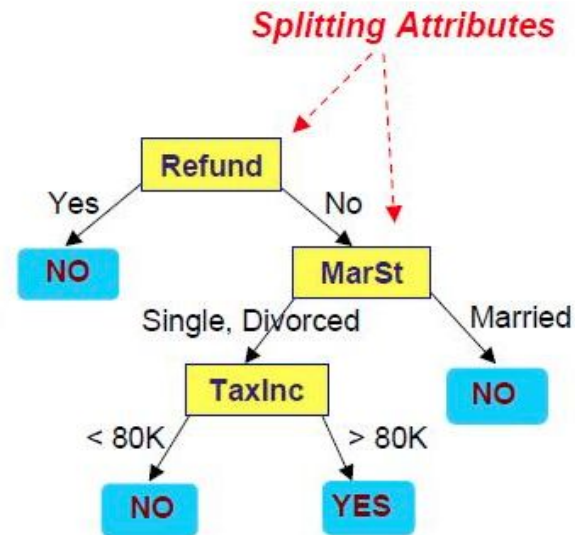 Splitting Attributes
Refund
Yes
No
NO
MarSt
Single, Divorced
Married
TaxInc
NO
< 80K
> 80K
NO
YES